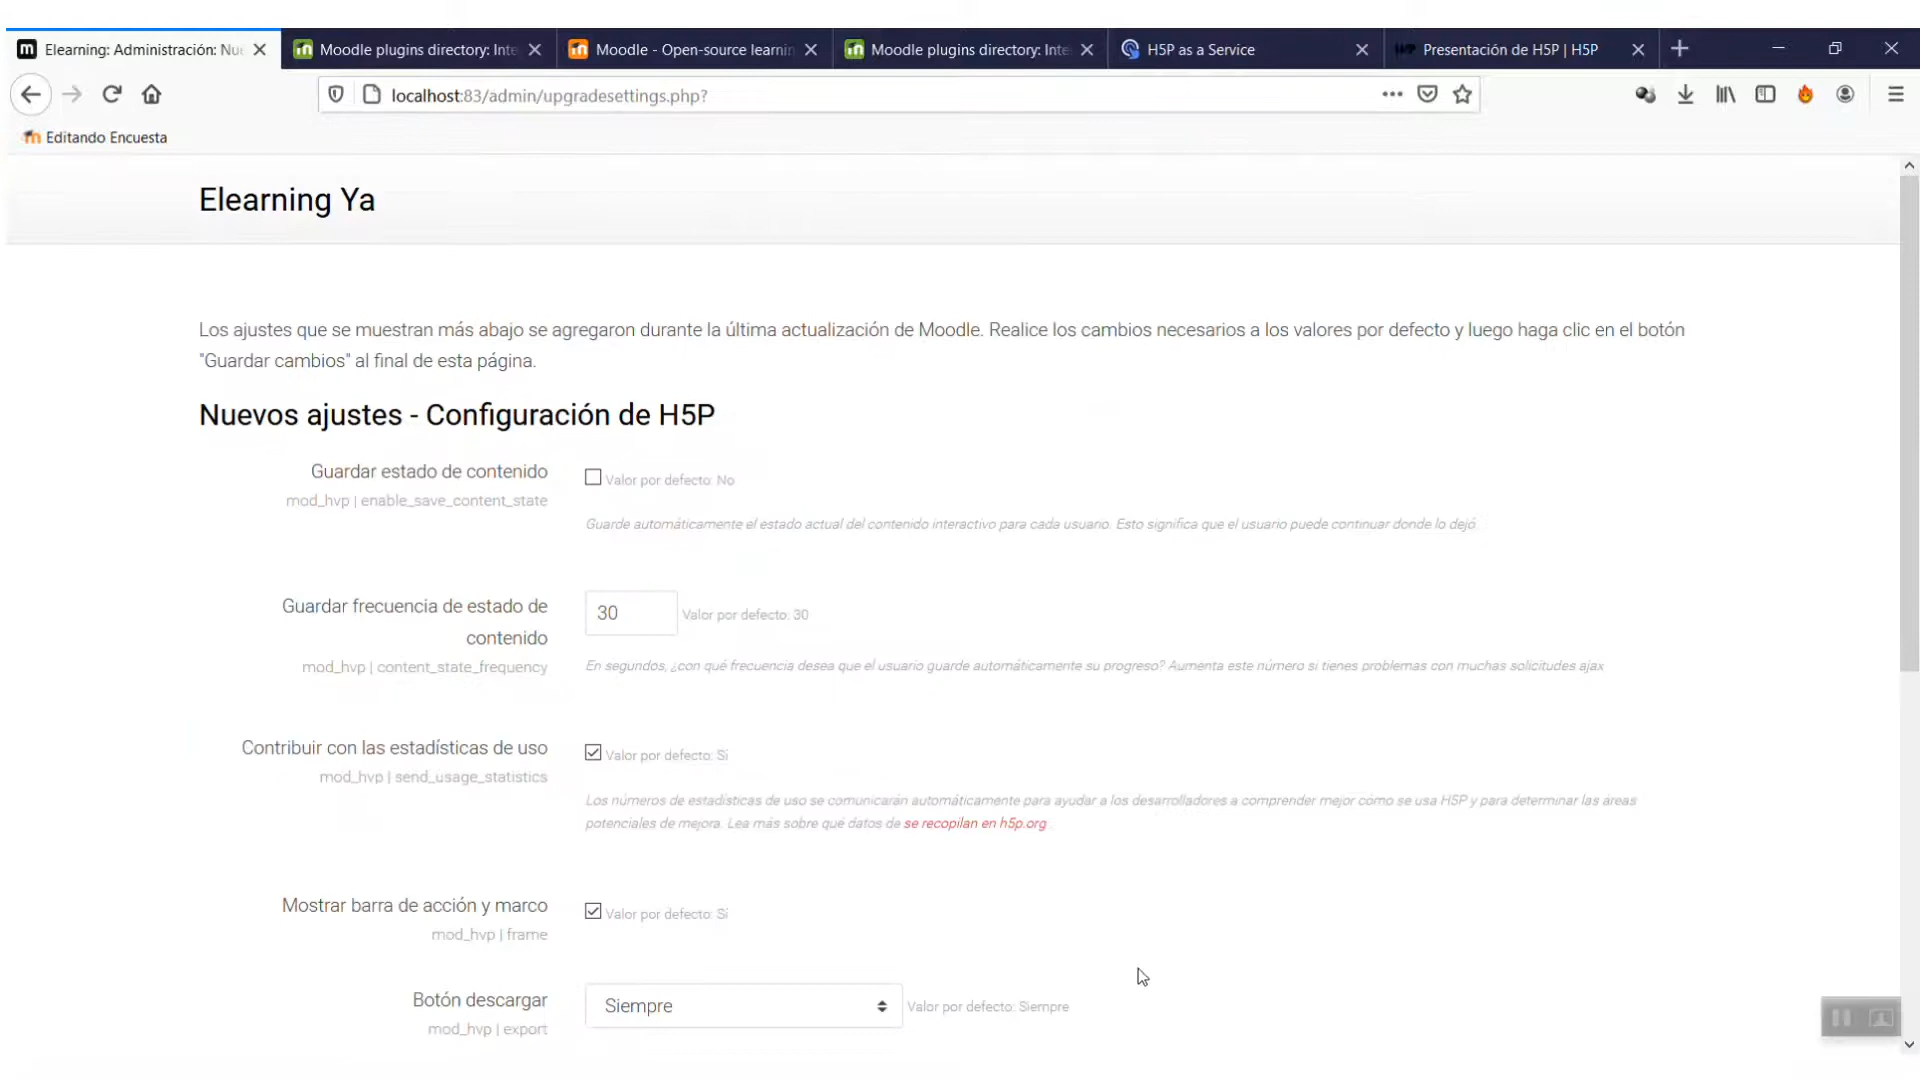 Elearning: Administración: Nue
Moodle plugins directory: Inte
Moodle - Open-source learnin
Moodle plugins directory: Inte
H5P as a Service
Presentación de H5P | H5P
localhost:83/admin/upgradesettings.php?
Editando Encuesta
Elearning Ya
Los ajustes que se muestran más abajo se agregaron durante la última actualización de Moodle. Realice los cambios necesarios a los valores por defecto y luego haga clic en el botón
"Guardar cambios" al final de esta página.
Nuevos ajustes - Configuración de H5P
Guardar estado de contenido
Valor por defecto: No
mod_hvp | enable_save_content_state
Guarde automáticamente el estado actual del contenido interactivo para cada usuario. Esto significa que el usuario puede continuar donde lo dejó.
Guardar frecuencia de estado de
contenido
30 Valor por defecto: 30
mod_hvp | content_state_frequency
En segundos, ¿con qué frecuencia desea que el usuario guarde automáticamente su progreso? Aumenta este número si tienes problemas con muchas solicitudes ajax
Contribuir con las estadísticas de uso
Valor por defecto: Sí
mod_hvp | send_usage_statistics
Los números de estadísticas de uso se comunicarán automáticamente para ayudar a los desarrolladores a comprender mejor cómo se usa H5P y para determinar las áreas
potenciales de mejora. Lea más sobre qué datos de se recopilan en h5p.org .
Mostrar barra de acción y marco
Valor por defecto: Sí
mod_hvp | frame
Botón descargar
Siempre Valor por defecto: Siempre
mod_hvp | export